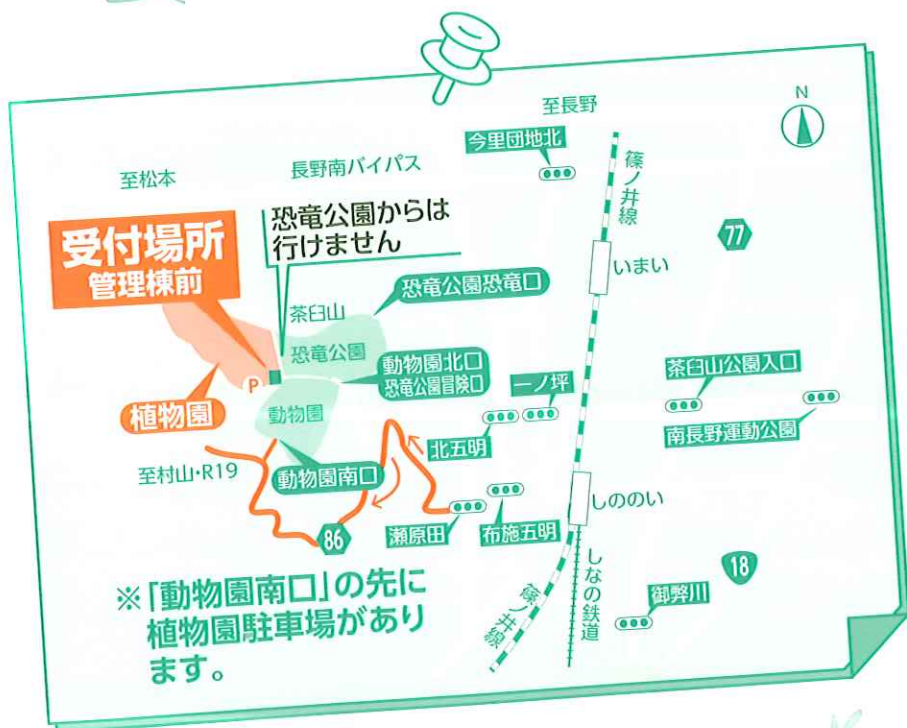 至長野
N
今里団地北
至松本
長野南バイパス
篠ノ井線
77
受付場所
管理棟前
恐竜公園からは
行けません
いまい
恐竜公園恐竜口
茶臼山
恐竜公園
動物園北口
恐竜公園冒険口
一ノ坪
茶臼山公園入口
P
植物園
動物園
北五明
南長野運動公園
至村山・R19
動物園南口
しののい
86
瀬原田
布施五明
18
しなの鉄道
御幣川
篠ノ井線
※「動物園南口」の先に
植物園駐車場があり
ます。